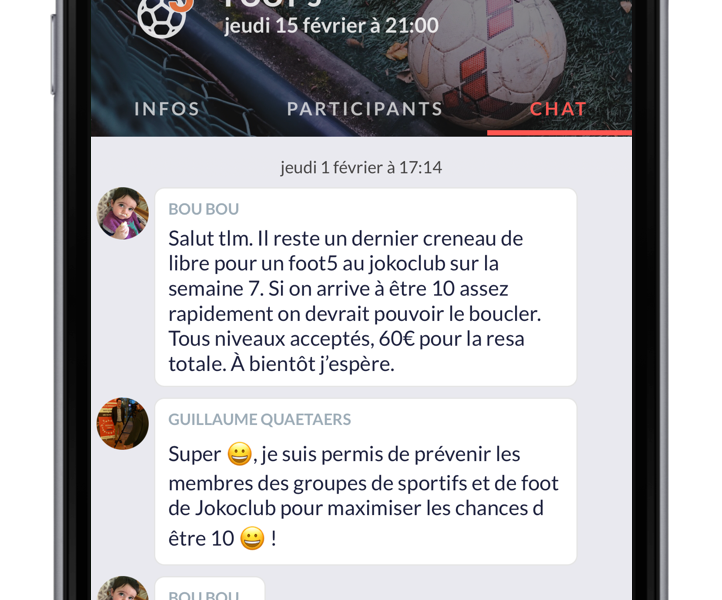 FOOT 5
jeudi 15 février à 21:00
INFOS PARTICIPANTS CHAT
jeudi 1 février à 17:14
BOU BOU
Salut tlm. Il reste un dernier creneau de
libre pour un foot5 au jokoclub sur la
semaine 7. Si on arrive à être 10 assez
rapidement on devrait pouvoir le boucler.
Tous niveaux acceptés, 60€ pour la resa
totale. À bientôt j’espère.
GUILLAUME QUAETAERS
Super 😀, je suis permis de prévenir les
membres des groupes de sportifs et de foot
de Jokoclub pour maximiser les chances d
être 10 😀 !
BOU BOU